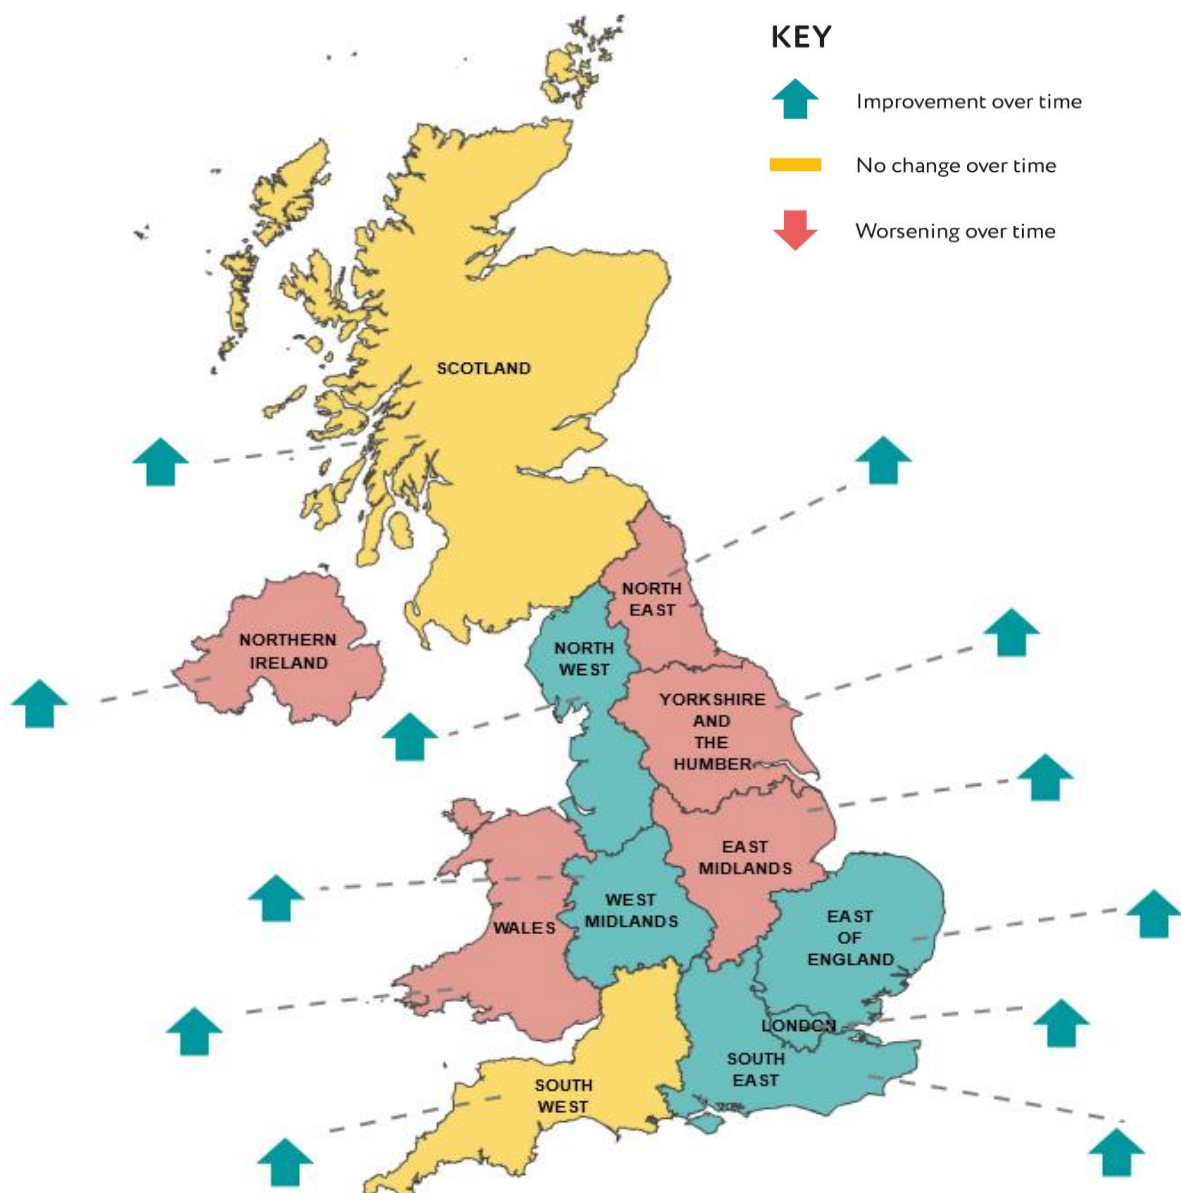 KEY
Improvement over time
No change over time
Worsening over time
SCOTLAND
NORTH
EAST
NORTHERN
IRELAND
NORTH
WEST
YORKSHIRE
AND
THE
HUMBER
EAST
MIDLANDS
WEST
MIDLANDS
WALES
EAST
OF
ENGLAND
LONDON
SOUTH
EAST
SOUTH
WEST